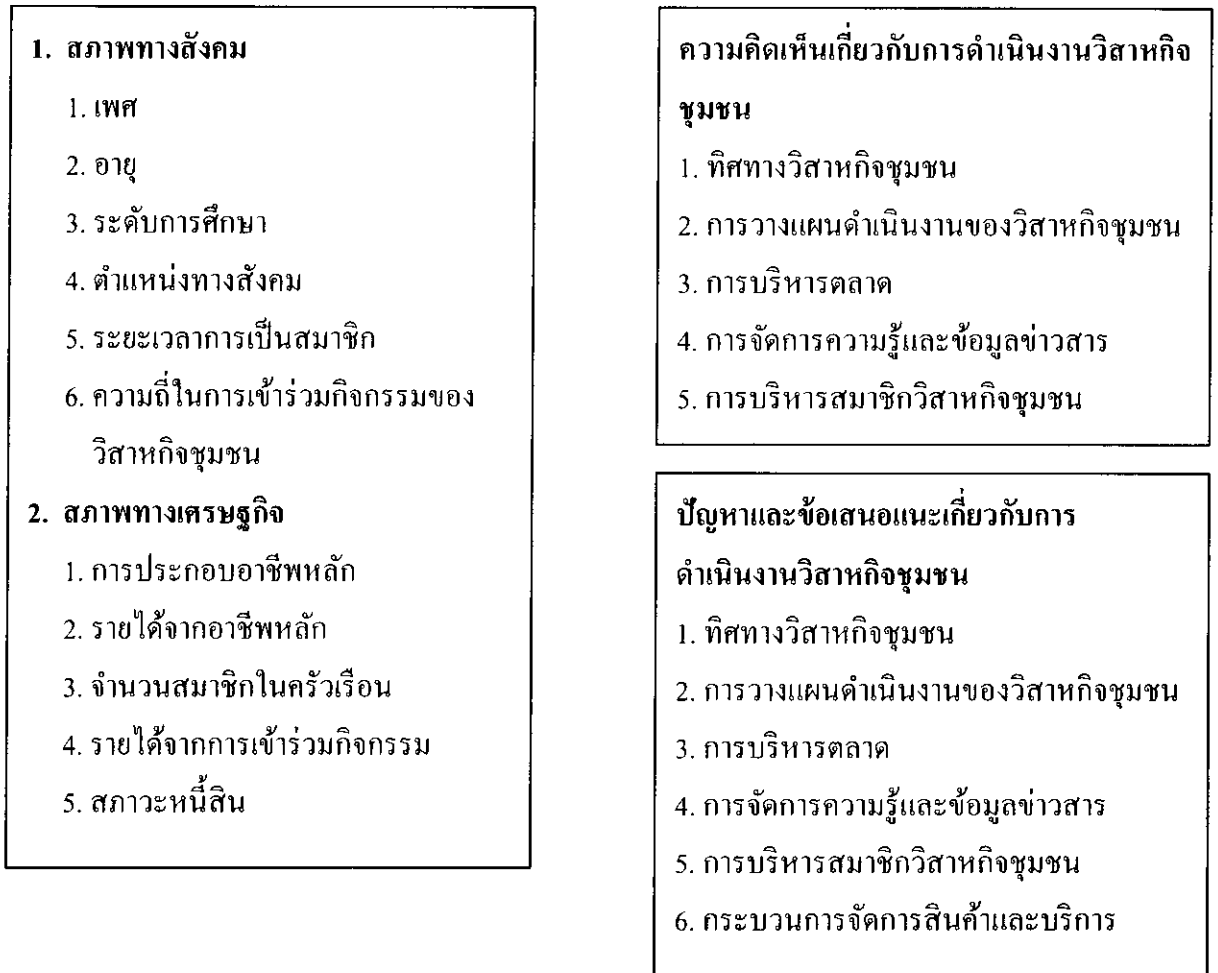 1. สภาพทางสังคม
1. เพศ
2. อายุ
3. ระดับการศึกษา
4. ตำแหน่งทางสังคม
5. ระยะเวลาการเป็นสมาชิก
6. ความถี่ในการเข้าร่วมกิจกรรมของ
วิสาหกิจชุมชน
2. สภาพทางเศรษฐกิจ
1. การประกอบอาชีพหลัก
2. รายได้จากอาชีพหลัก
3. จำนวนสมาชิกในครัวเรือน
4. รายได้จากการเข้าร่วมกิจกรรม
5. สภาวะหนี้สิน
ความคิดเห็นเกี่ยวกับการดำเนินงานวิสาหกิจ
ชุมชน
1. ทิศทางวิสาหกิจชุมชน
2. การวางแผนดำเนินงานของวิสาหกิจชุมชน
3. การบริหารตลาด
4. การจัดการความรู้และข้อมูลข่าวสาร
5. การบริหารสมาชิกวิสาหกิจชุมชน
ปัญหาและข้อเสนอแนะเกี่ยวกับการ
ดำเนินงานวิสาหกิจชุมชน
1. ทิศทางวิสาหกิจชุมชน
2. การวางแผนดำเนินงานของวิสาหกิจชุมชน
3. การบริหารตลาด
4. การจัดการความรู้และข้อมูลข่าวสาร
5. การบริหารสมาชิกวิสาหกิจชุมชน
6. กระบวนการจัดการสินค้าและบริการ